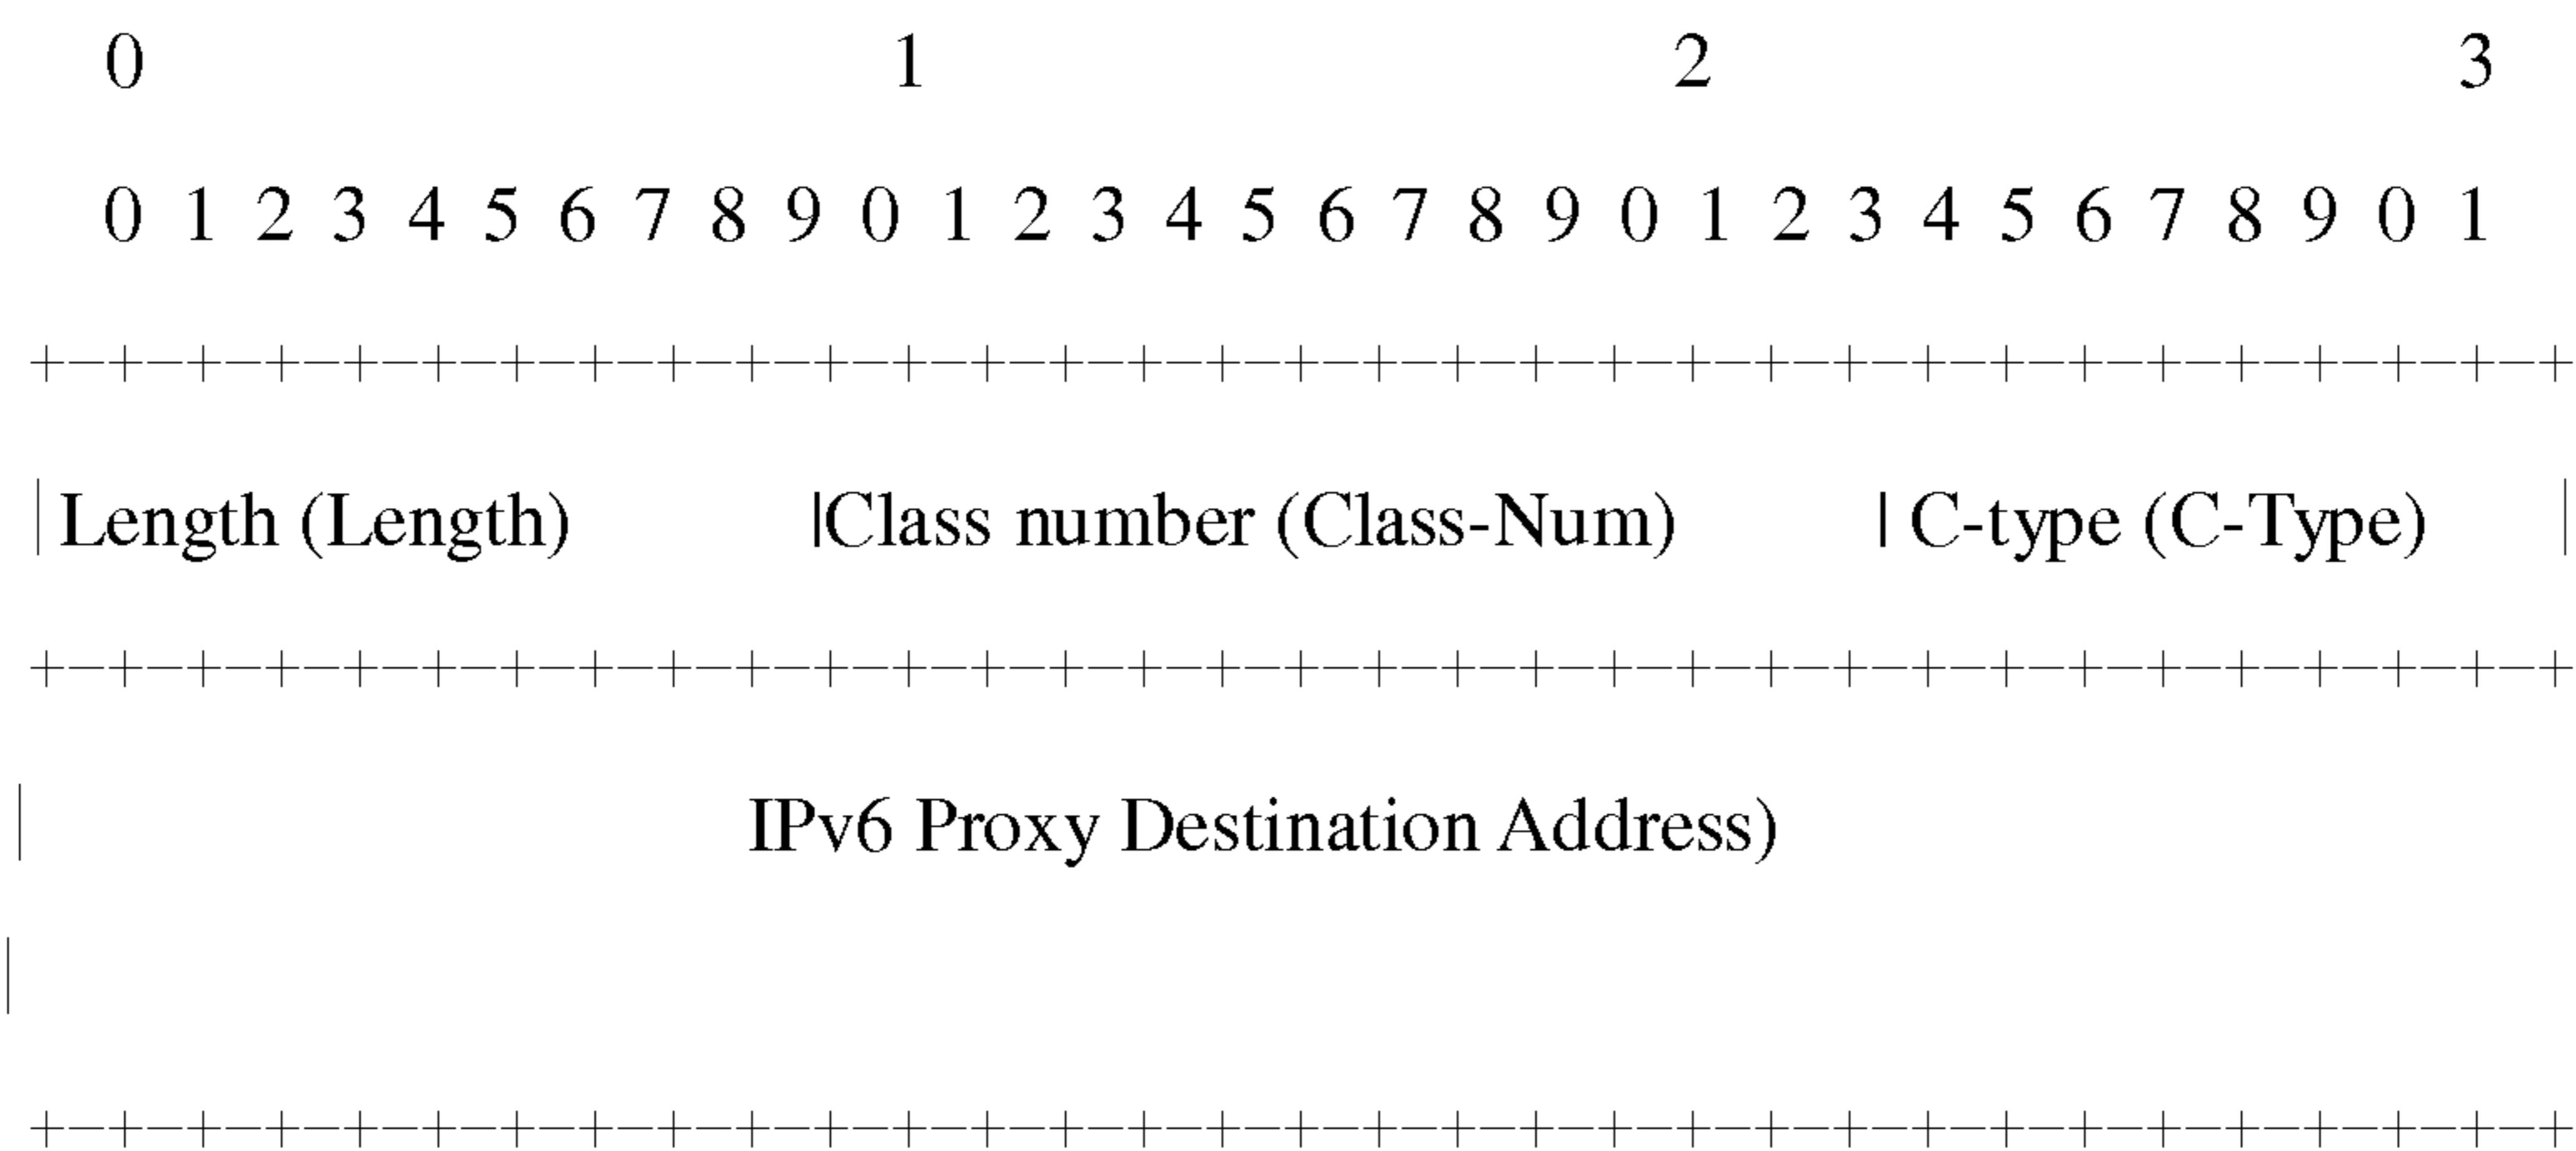 0 1 2 3
0 1 2 3 4 5 6 7 8 9 0 1 2 3 4 5 6 7 8 9 0 1 2 3 4 5 6 7 8 9 0 1
+-+-+-+-+-+-+-+-+-+-+-+-+-+-+-+-+-+-+-+-+-+-+-+-+-+-+-+-+-+-+-+-+
| Length (Length) |Class number (Class-Num) | C-type (C-Type) |
+-+-+-+-+-+-+-+-+-+-+-+-+-+-+-+-+-+-+-+-+-+-+-+-+-+-+-+-+-+-+-+-+
| IPv6 Proxy Destination Address)
|
+-+-+-+-+-+-+-+-+-+-+-+-+-+-+-+-+-+-+-+-+-+-+-+-+-+-+-+-+-+-+-+-+